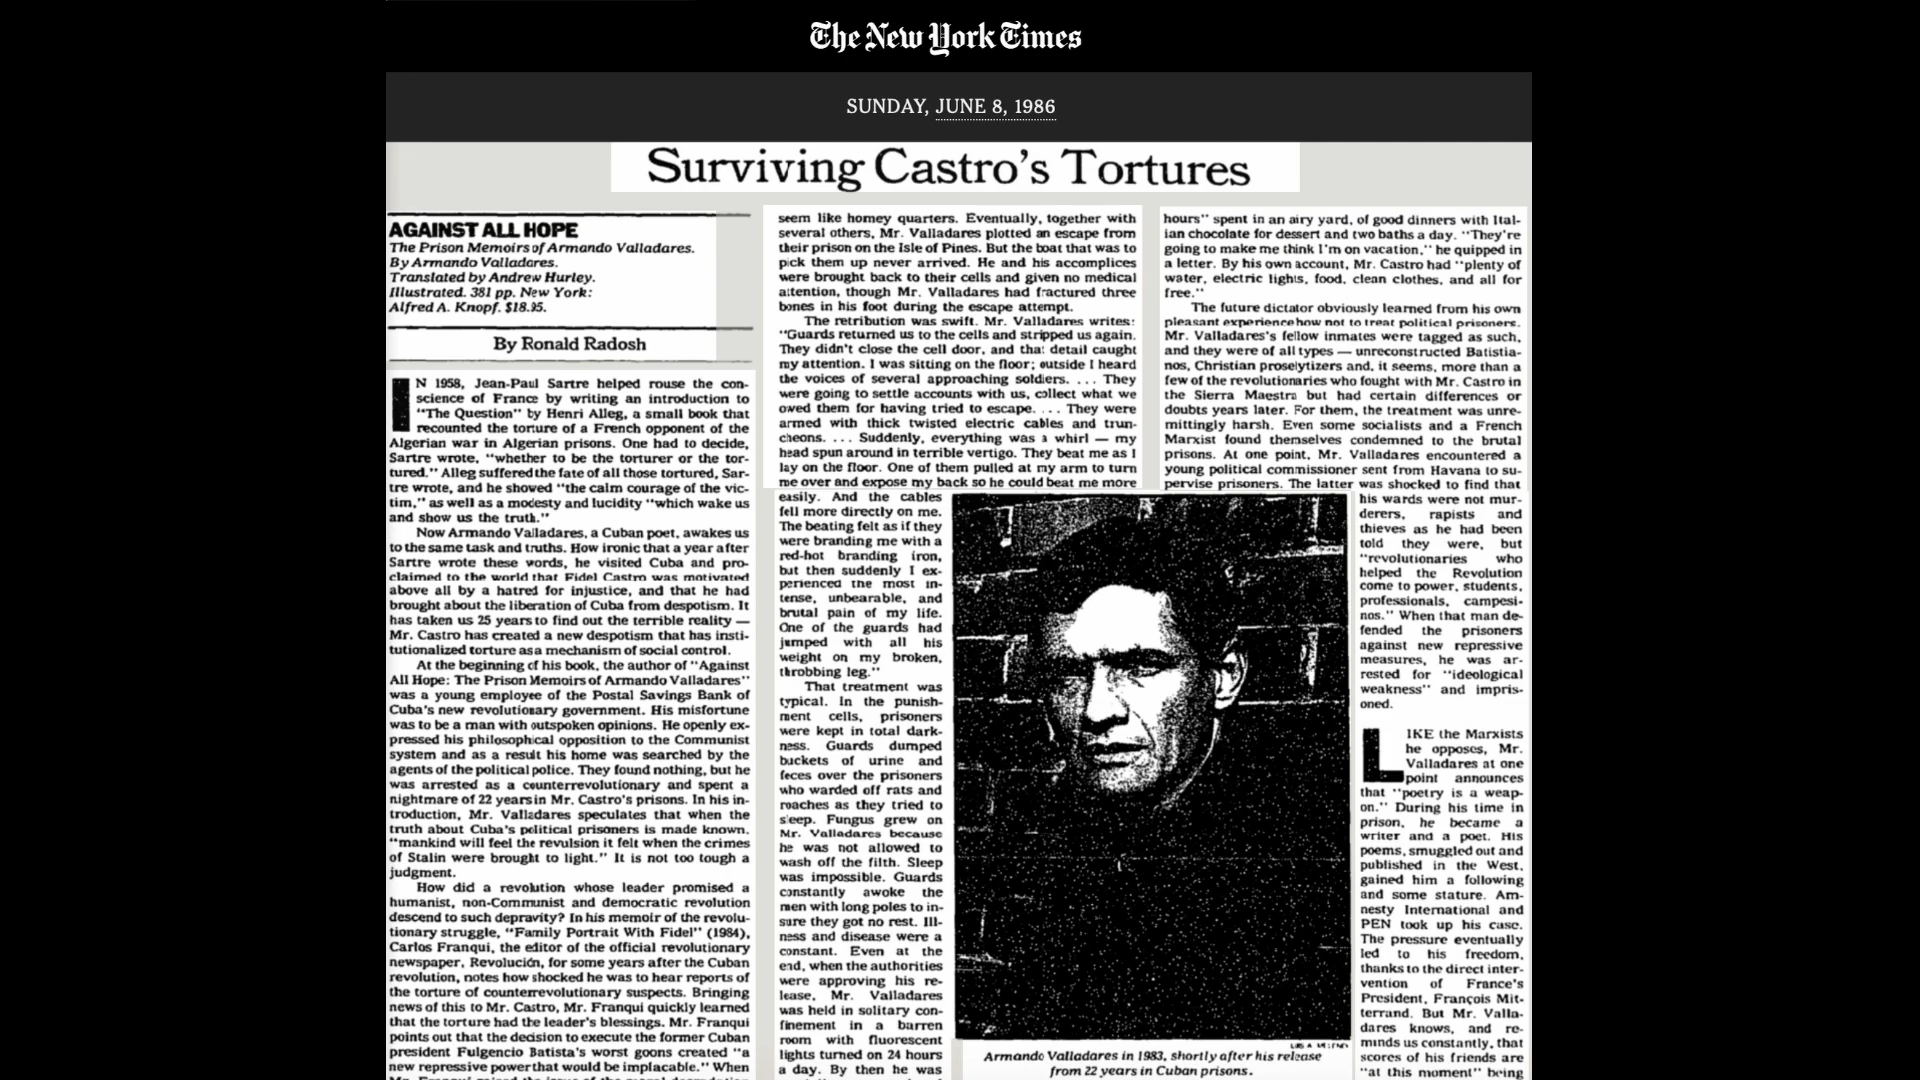 The New York Times
SUNDAY, JUNE 8, 1986
Surviving Castro's Tortures
AGAINST ALL HOPE
The Prison Memoirs of Armando Valladares.
By Armando Valladares.
Translated by Andrew Hurley.
Illustrated. 381 pp. New York:
Alfred A. Knopf. $18.95.
By Ronald Radosh
IN 1958, Jean-Paul Sartre helped rouse the con-
science of France by writing an introduction to
"The Question" by Henri Alleg, a small book that
recounted the torture of a French opponent of the
Algerian war in Algerian prisons. One had to decide,
Sartre wrote, "whether to be the torturer or the tor-
tured." Alleg suffered the fate of all those tortured, Sar-
tre wrote, and he showed "the calm courage of the vic-
tim," as well as a modesty and lucidity "which wake us
and show us the truth."
Now Armando Valladares, a Cuban poet, awakes us
to the same task and truths. How ironic that a year after
Sartre wrote these words, he visited Cuba and pro-
claimed to the world that Fidel Castro was motivated
above all by a hatred for injustice, and that he had
brought about the liberation of Cuba from despotism. It
has taken us 25 years to find out the terrible reality —
Mr. Castro has created a new despotism that has insti-
tutionalized torture as a mechanism of social control.
At the beginning of his book, the author of "Against
All Hope: The Prison Memoirs of Armando Valladares"
was a young employee of the Postal Savings Bank of
Cuba's new revolutionary government. His misfortune
was to be a man with outspoken opinions. He openly ex-
pressed his philosophical opposition to the Communist
system and as a result his home was searched by the
agents of the political police. They found nothing, but he
was arrested as a counterrevolutionary and spent a
nightmare of 22 years in Mr. Castro's prisons. In his in-
troduction, Mr. Valladares speculates that when the
truth about Cuba's political prisoners is made known,
"mankind will feel the revulsion it felt when the crimes
of Stalin were brought to light." It is not too tough a
judgment.
How did a revolution whose leader promised a
humanist, non-Communist and democratic revolution
descend to such depravity? In his memoir of the revolu-
tionary struggle, "Family Portrait With Fidel" (1984),
Carlos Franqui, the editor of the official revolutionary
newspaper, Revolución, for some years after the Cuban
revolution, notes how shocked he was to hear reports of
the torture of counterrevolutionary suspects. Bringing
news of this to Mr. Castro, Mr. Franqui quickly learned
that the torture had the leader's blessings. Mr. Franqui
points out that the decision to execute the former Cuban
president Fulgencio Batista's worst goons created "a
new repressive power that would be implacable." When
seem like homey quarters. Eventually, together with
several others, Mr. Valladares plotted an escape from
their prison on the Isle of Pines. But the boat that was to
pick them up never arrived. He and his accomplices
were brought back to their cells and given no medical
attention, though Mr. Valladares had fractured three
bones in his foot during the escape attempt.
The retribution was swift. Mr. Valladares writes:
"Guards returned us to the cells and stripped us again.
They didn't close the cell door, and that detail caught
my attention. I was sitting on the floor; outside I heard
the voices of several approaching soldiers. . . . They
were going to settle accounts with us, collect what we
owed them for having tried to escape. . . . They were
armed with thick twisted electric cables and trun-
cheons. . . . Suddenly, everything was a whirl — my
head spun around in terrible vertigo. They beat me as I
lay on the floor. One of them pulled at my arm to turn
me over and expose my back so he could beat me more
easily. And the cables
fell more directly on me.
The beating felt as if they
were branding me with a
red-hot branding iron,
but then suddenly I ex-
perienced the most in-
tense, unbearable, and
brutal pain of my life.
One of the guards had
jumped with all his
weight on my broken,
throbbing leg."
That treatment was
typical. In the punish-
ment cells, prisoners
were kept in total dark-
ness. Guards dumped
buckets of urine and
feces over the prisoners
who warded off rats and
roaches as they tried to
sleep. Fungus grew on
Mr. Valladares because
he was not allowed to
wash off the filth. Sleep
was impossible. Guards
constantly awoke the
men with long poles to in-
sure they got no rest. Ill-
ness and disease were a
constant. Even at the
end, when the authorities
were approving his re-
lease, Mr. Valladares
was held in solitary con-
finement in a barren
room with fluorescent
lights turned on 24 hours
a day. By then he was
Armando Valladares in 1983, shortly after his release
from 22 years in Cuban prisons.
hours" spent in an airy yard, of good dinners with Ital-
ian chocolate for dessert and two baths a day. "They're
going to make me think I'm on vacation," he quipped in
a letter. By his own account, Mr. Castro had "plenty of
water, electric lights, food, clean clothes, and all for
free."
The future dictator obviously learned from his own
pleasant experience how not to treat political prisoners.
Mr. Valladares's fellow inmates were tagged as such,
and they were of all types — unreconstructed Batistia-
nos, Christian proselytizers and, it seems, more than a
few of the revolutionaries who fought with Mr. Castro in
the Sierra Maestra but had certain differences or
doubts years later. For them, the treatment was unre-
mittingly harsh. Even some socialists and a French
Marxist found themselves condemned to the brutal
prisons. At one point, Mr. Valladares encountered a
young political commissioner sent from Havana to su-
pervise prisoners. The latter was shocked to find that
his wards were not mur-
derers, rapists and
thieves as he had been
told they were, but
"revolutionaries who
helped the Revolution
come to power, students,
professionals, campesi-
nos." When that man de-
fended the prisoners
against new repressive
measures, he was ar-
rested for "ideological
weakness" and impris-
oned.
LIKE the Marxists
he opposes, Mr.
Valladares at one
point announces
that "poetry is a weap-
on." During his time in
prison, he became a
writer and a poet. His
poems, smuggled out and
published in the West,
gained him a following
and some stature. Am-
nesty International and
PEN took up his case.
The pressure eventually
led to his freedom,
thanks to the direct inter-
vention of France's
President, François Mit-
terrand. But Mr. Valla-
dares knows, and re-
minds us constantly, that
scores of his friends are
"at this moment" being